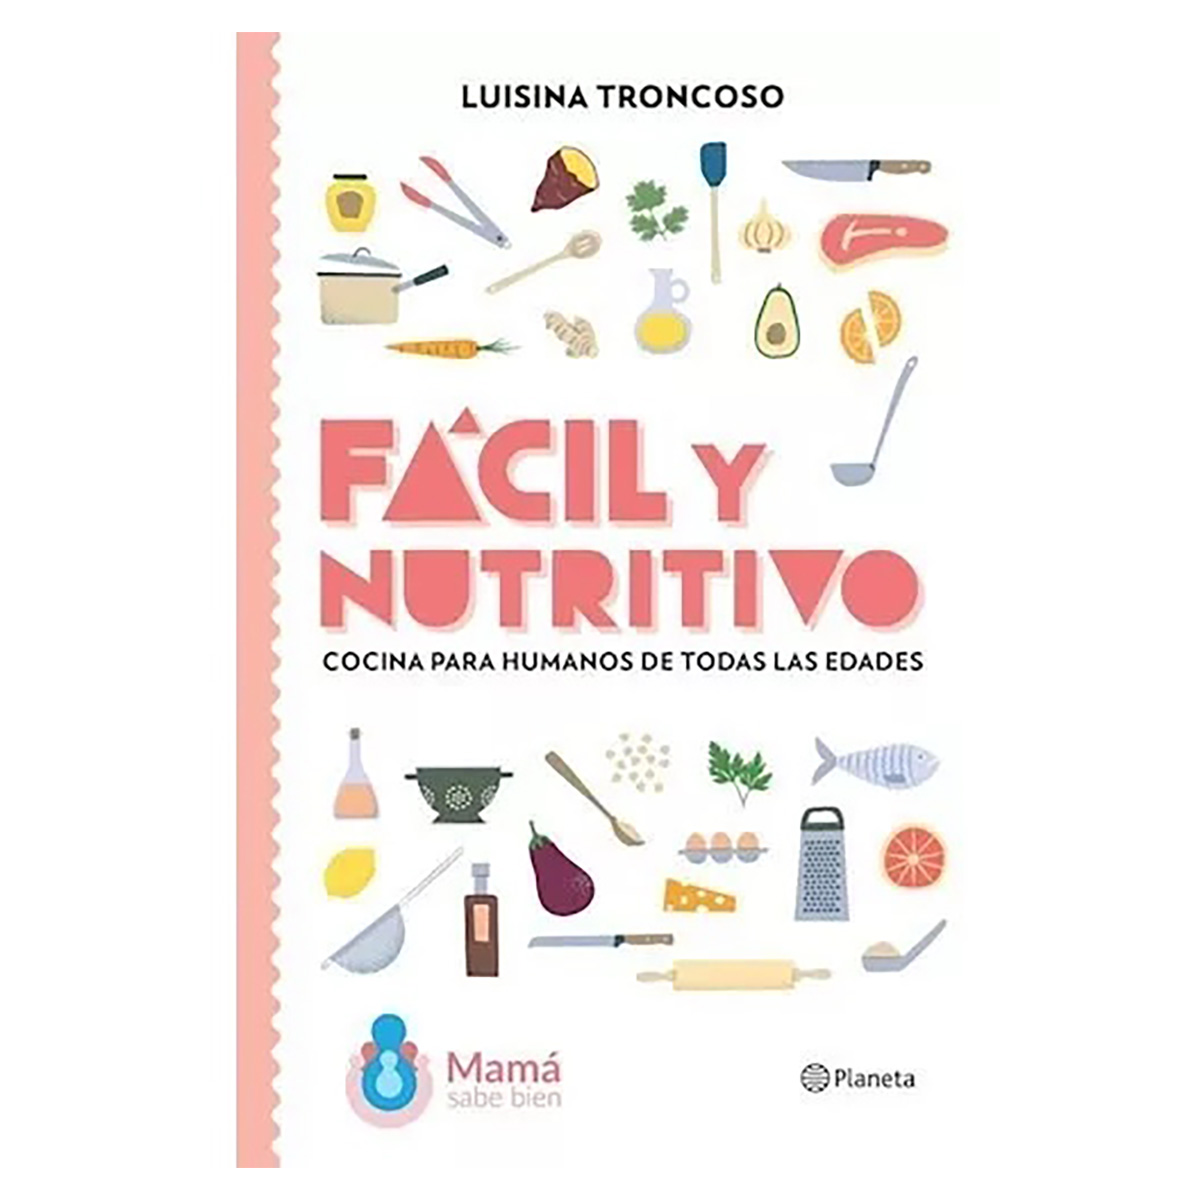 LUISINA TRONCOSO
FÁCIL Y
NUTRITIVO
COCINA PARA HUMANOS DE TODAS LAS EDADES
Mamá
sabe bien
Planeta